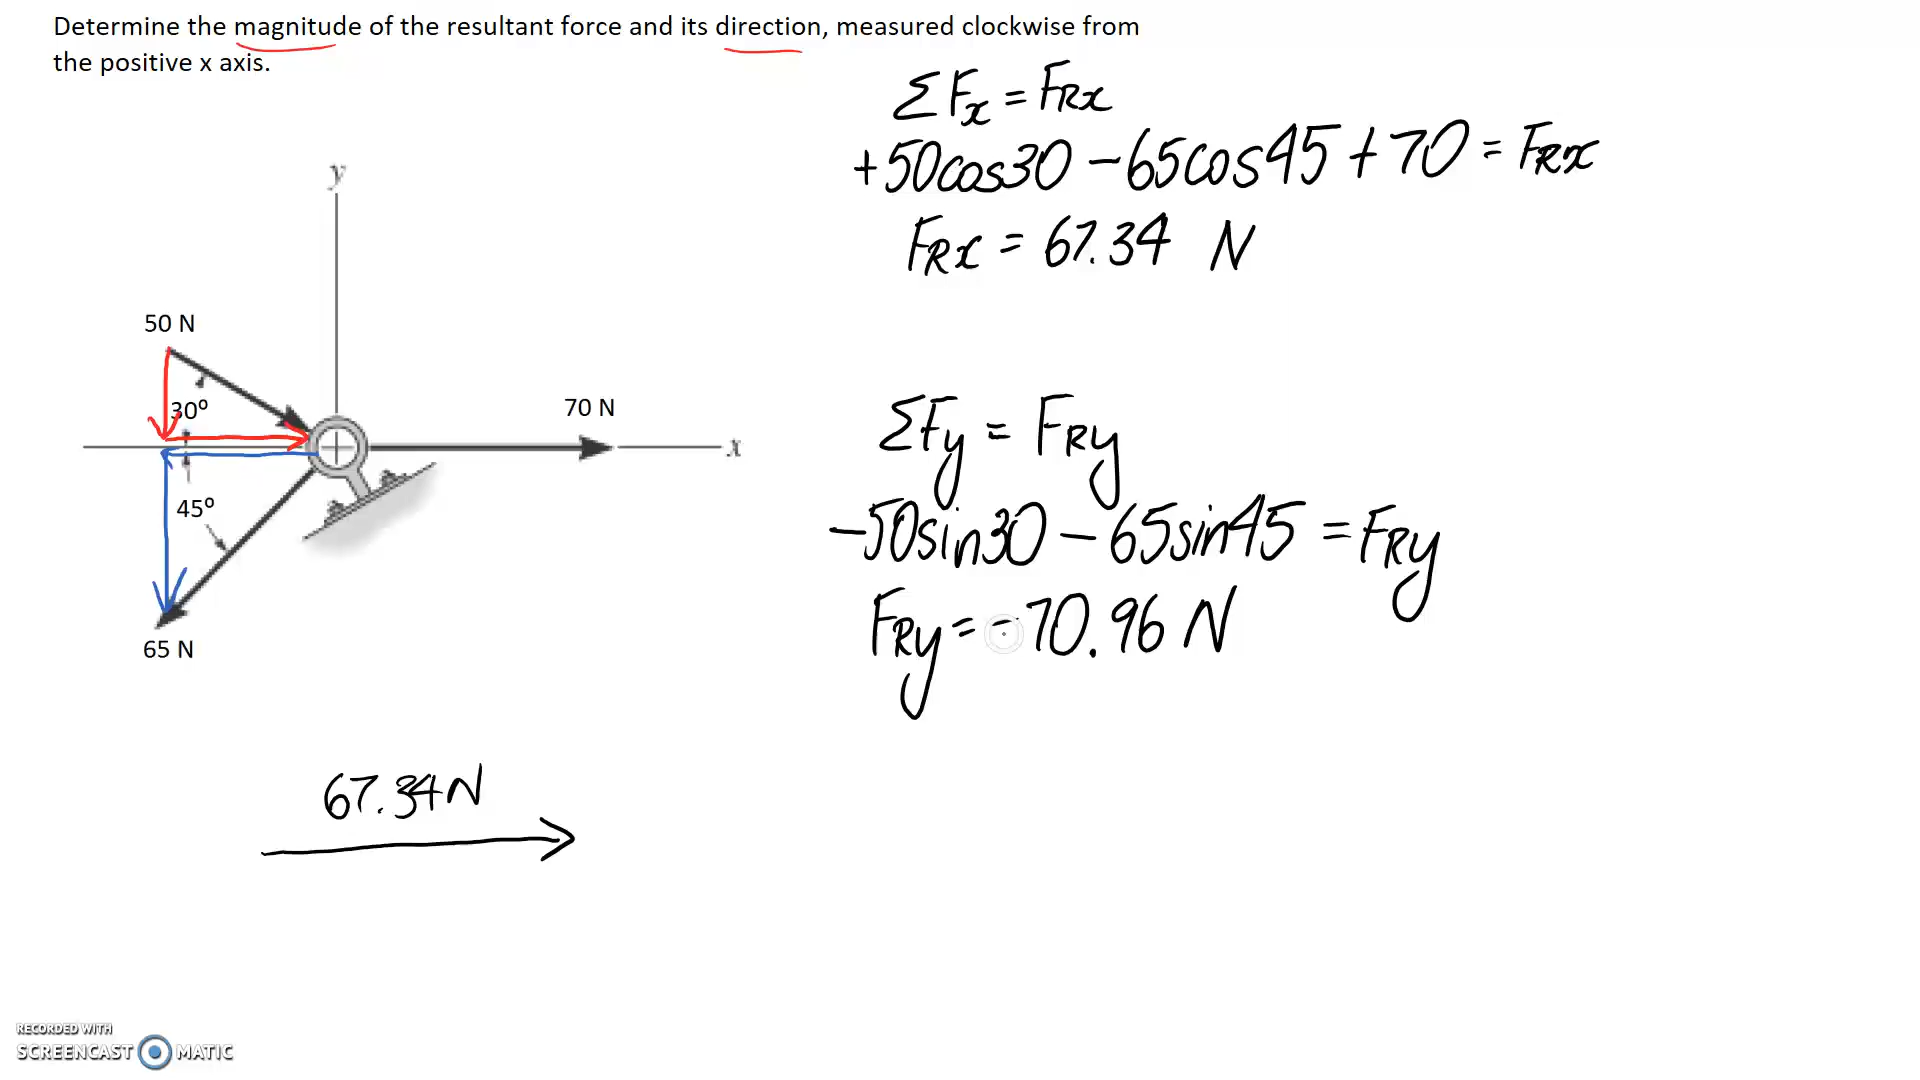 Determine the magnitude of the resultant force and its direction, measured clockwise from
the positive x axis.
ΣFx = FRx
+50cos30 -65cos45 +70 = FRx
FRx = 67.34 N
y
50 N
30º
70 N
x
45º
65 N
ΣFy = FRy
-50sin30 -65sin45 = FRy
FRy = -70.96 N
67.34N
RECORDED WITH
SCREENCAST MATIC